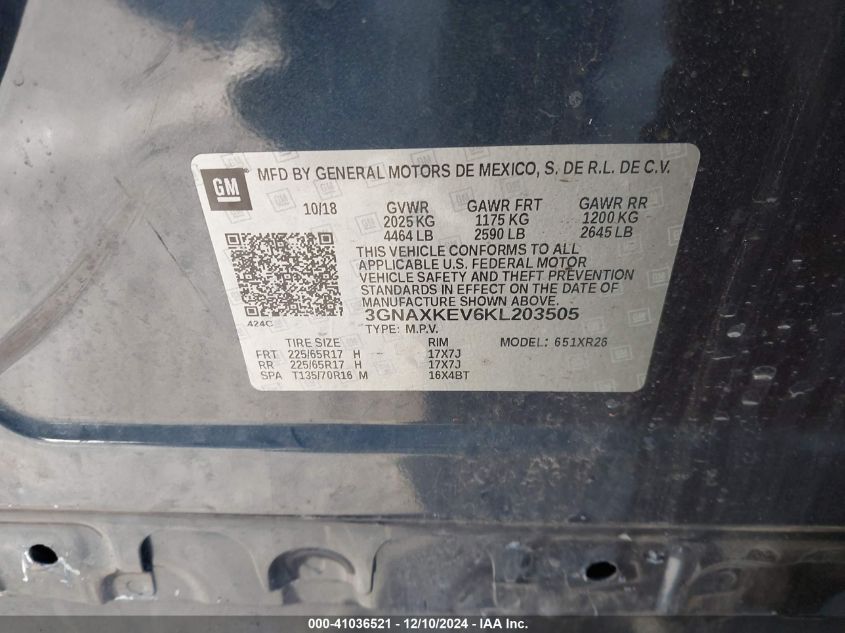 GM MFD BY GENERAL MOTORS DE MEXICO, S. DE R.L. DE C.V.
10/18 GVWR GAWR FRT GAWR RR
2025 KG 1175 KG 1200 KG
4464 LB 2590 LB 2645 LB
THIS VEHICLE CONFORMS TO ALL
APPLICABLE U.S. FEDERAL MOTOR
VEHICLE SAFETY AND THEFT PREVENTION
STANDARDS IN EFFECT ON THE DATE OF
MANUFACTURE SHOWN ABOVE.
3GNAXKEV6KL203505
424C TYPE: M.P.V.
TIRE SIZE RIM MODEL: 651XR26
FRT 225/65R17 H 17X7J
RR 225/65R17 H 17X7J
SPA T135/70R16 M 16X4BT
000-41036521 - 12/10/2024 - IAA Inc.